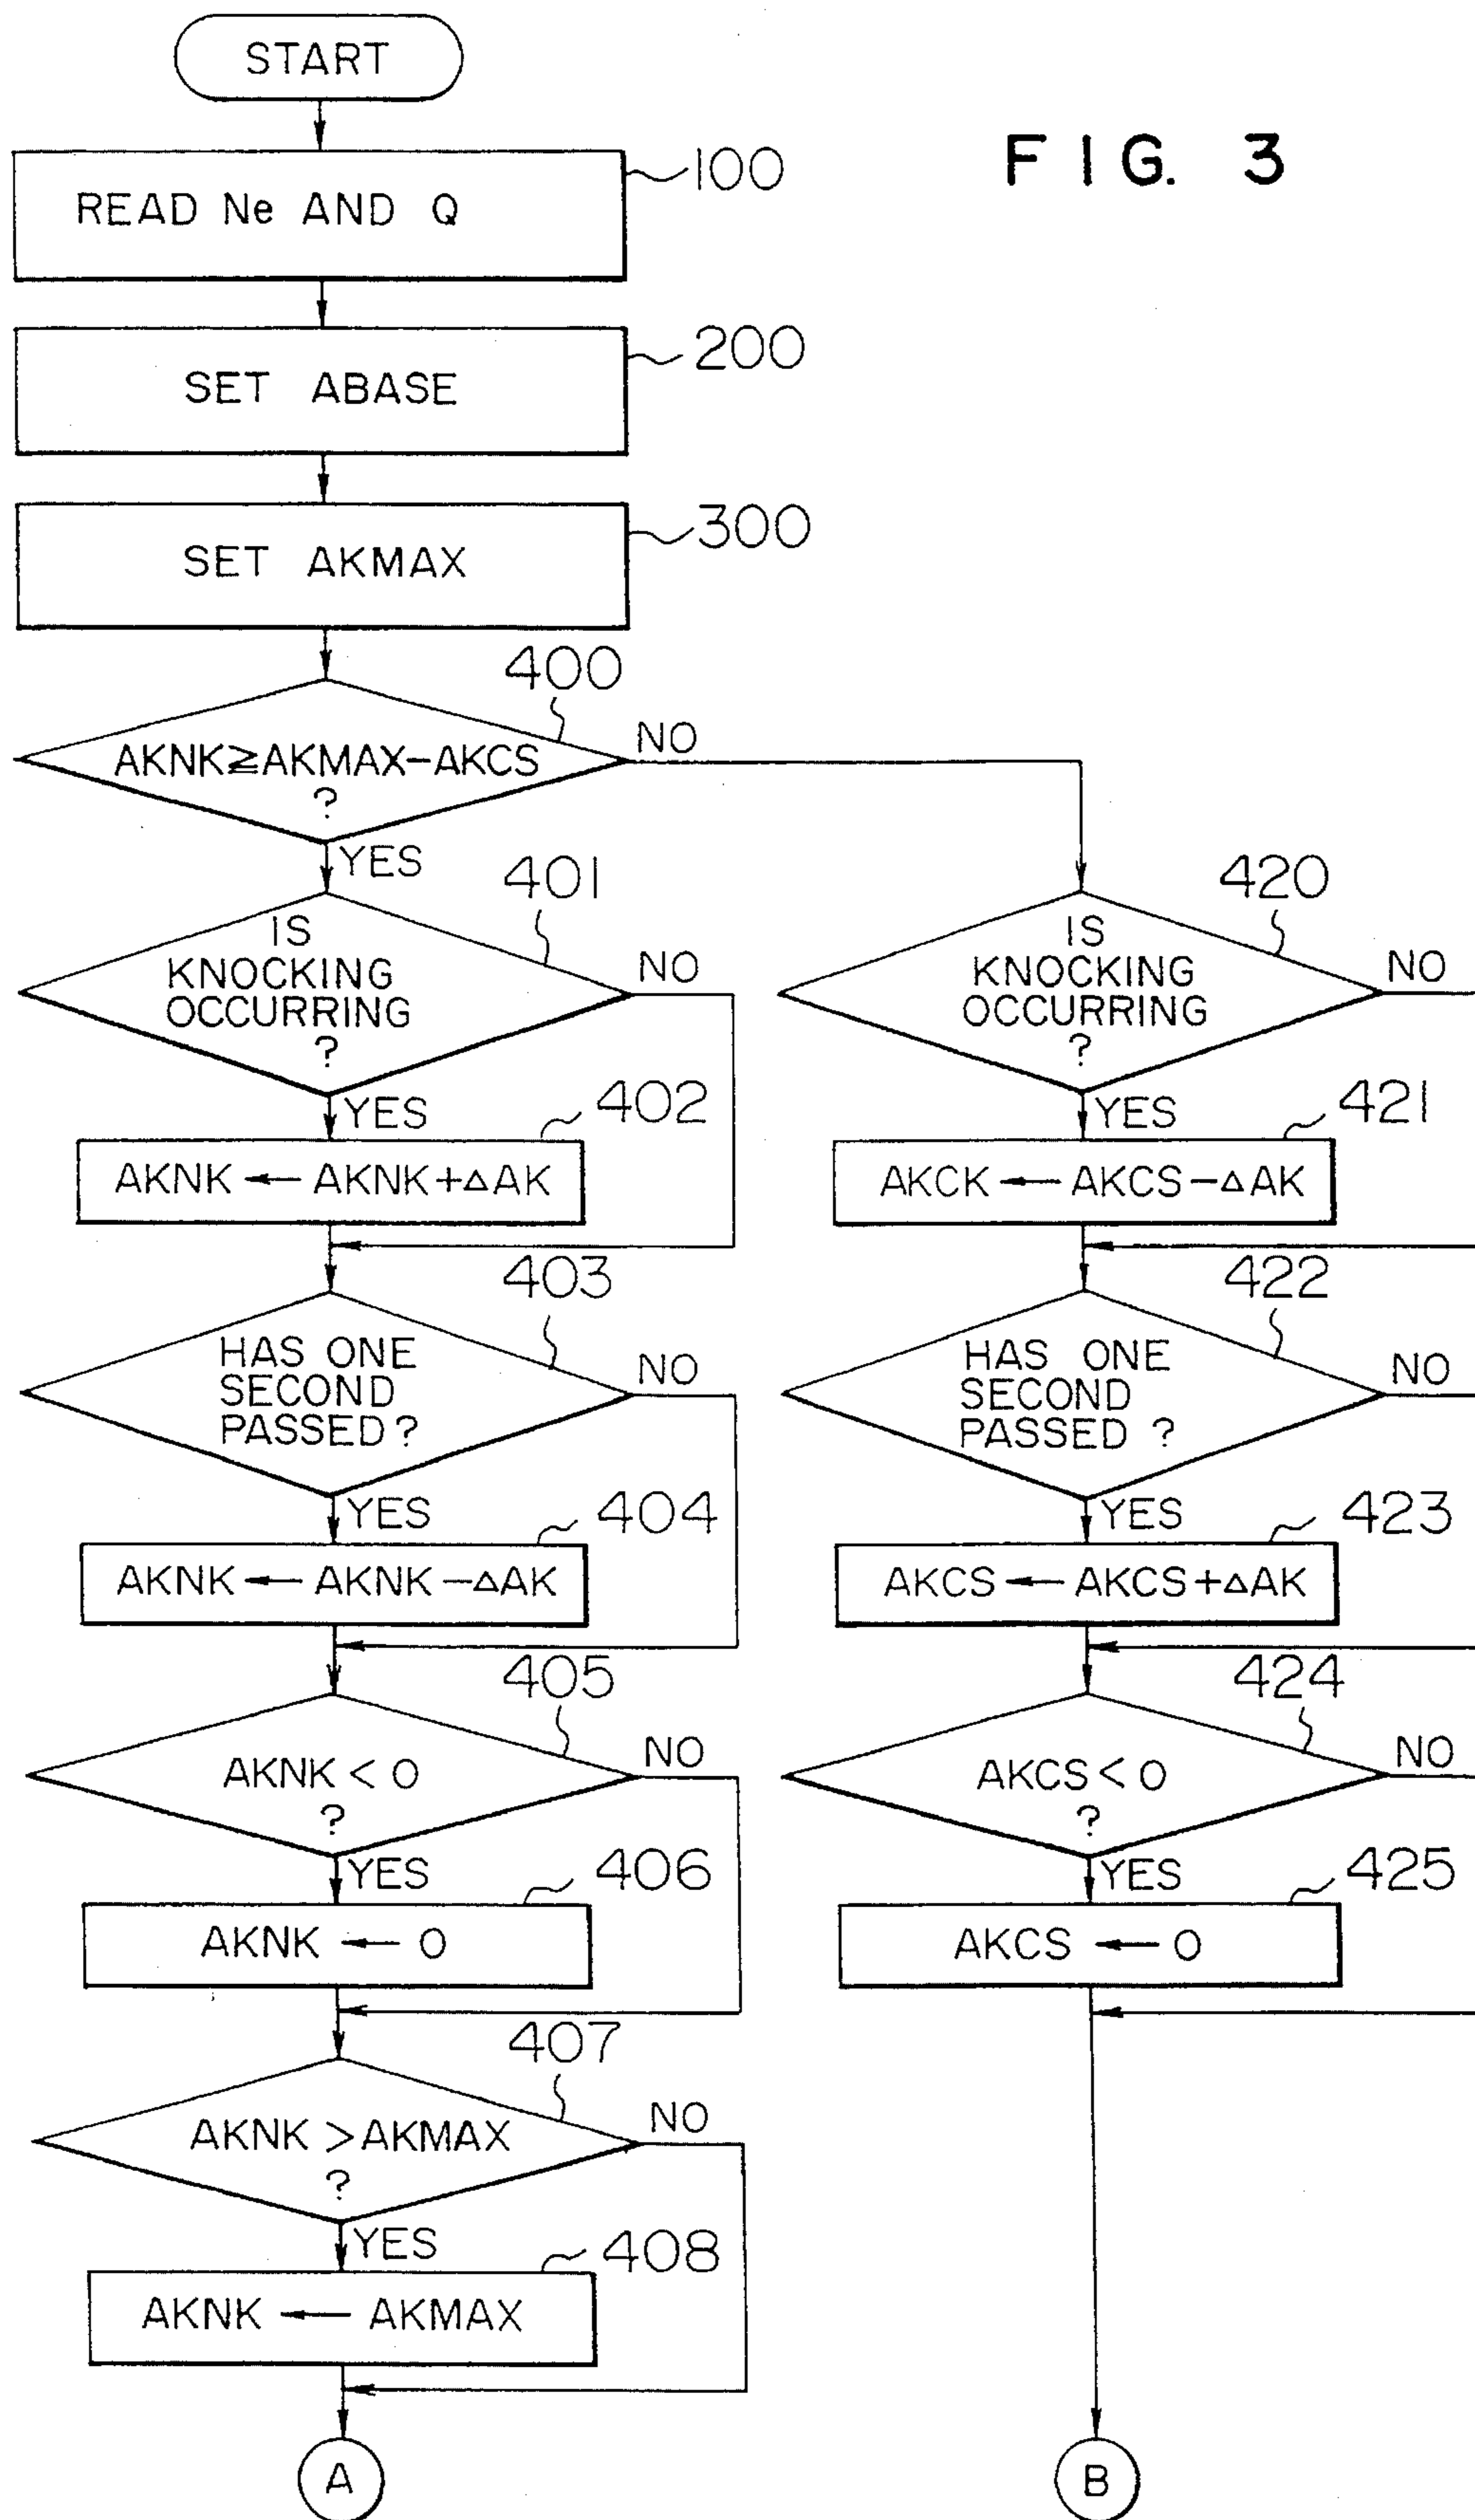 START
FIG. 3
READ Ne AND Q
100
SET ABASE
200
SET AKMAX
300
400
AKNK≧AKMAX-AKCS
?
NO
YES
401
IS
KNOCKING
OCCURRING
?
NO
YES
402
AKNK ← AKNK+ΔAK
403
HAS ONE
SECOND
PASSED?
NO
YES
404
AKNK ← AKNK-ΔAK
405
AKNK < 0
?
NO
YES
406
AKNK ← 0
407
AKNK > AKMAX
?
NO
YES
408
AKNK ← AKMAX
A
420
IS
KNOCKING
OCCURRING
?
NO
YES
421
AKCK ← AKCS-ΔAK
422
HAS ONE
SECOND
PASSED ?
NO
YES
423
AKCS ← AKCS+ΔAK
424
AKCS < 0
?
NO
YES
425
AKCS ← 0
B